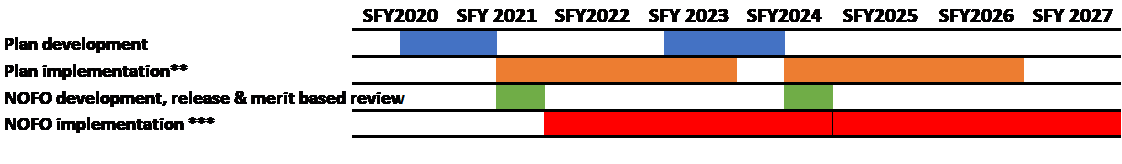 SFY2020 SFY 2021 SFY2022 SFY 2023 SFY2024 SFY2025 SFY2026 SFY 2027
Plan development
Plan implementation**
NOFO development, release & merit based review
NOFO implementation ***